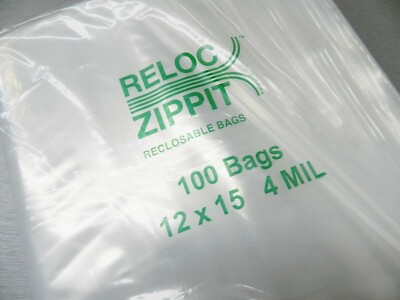 RELOC
ZIPPIT
RECLOSABLE BAGS
100 Bags
12 x 15 4 MIL